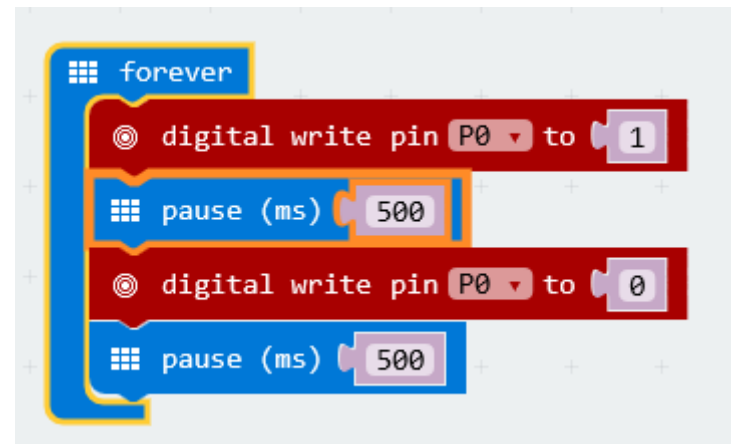 forever
digital write pin P0 to 1
pause (ms) 500
digital write pin P0 to 0
pause (ms) 500